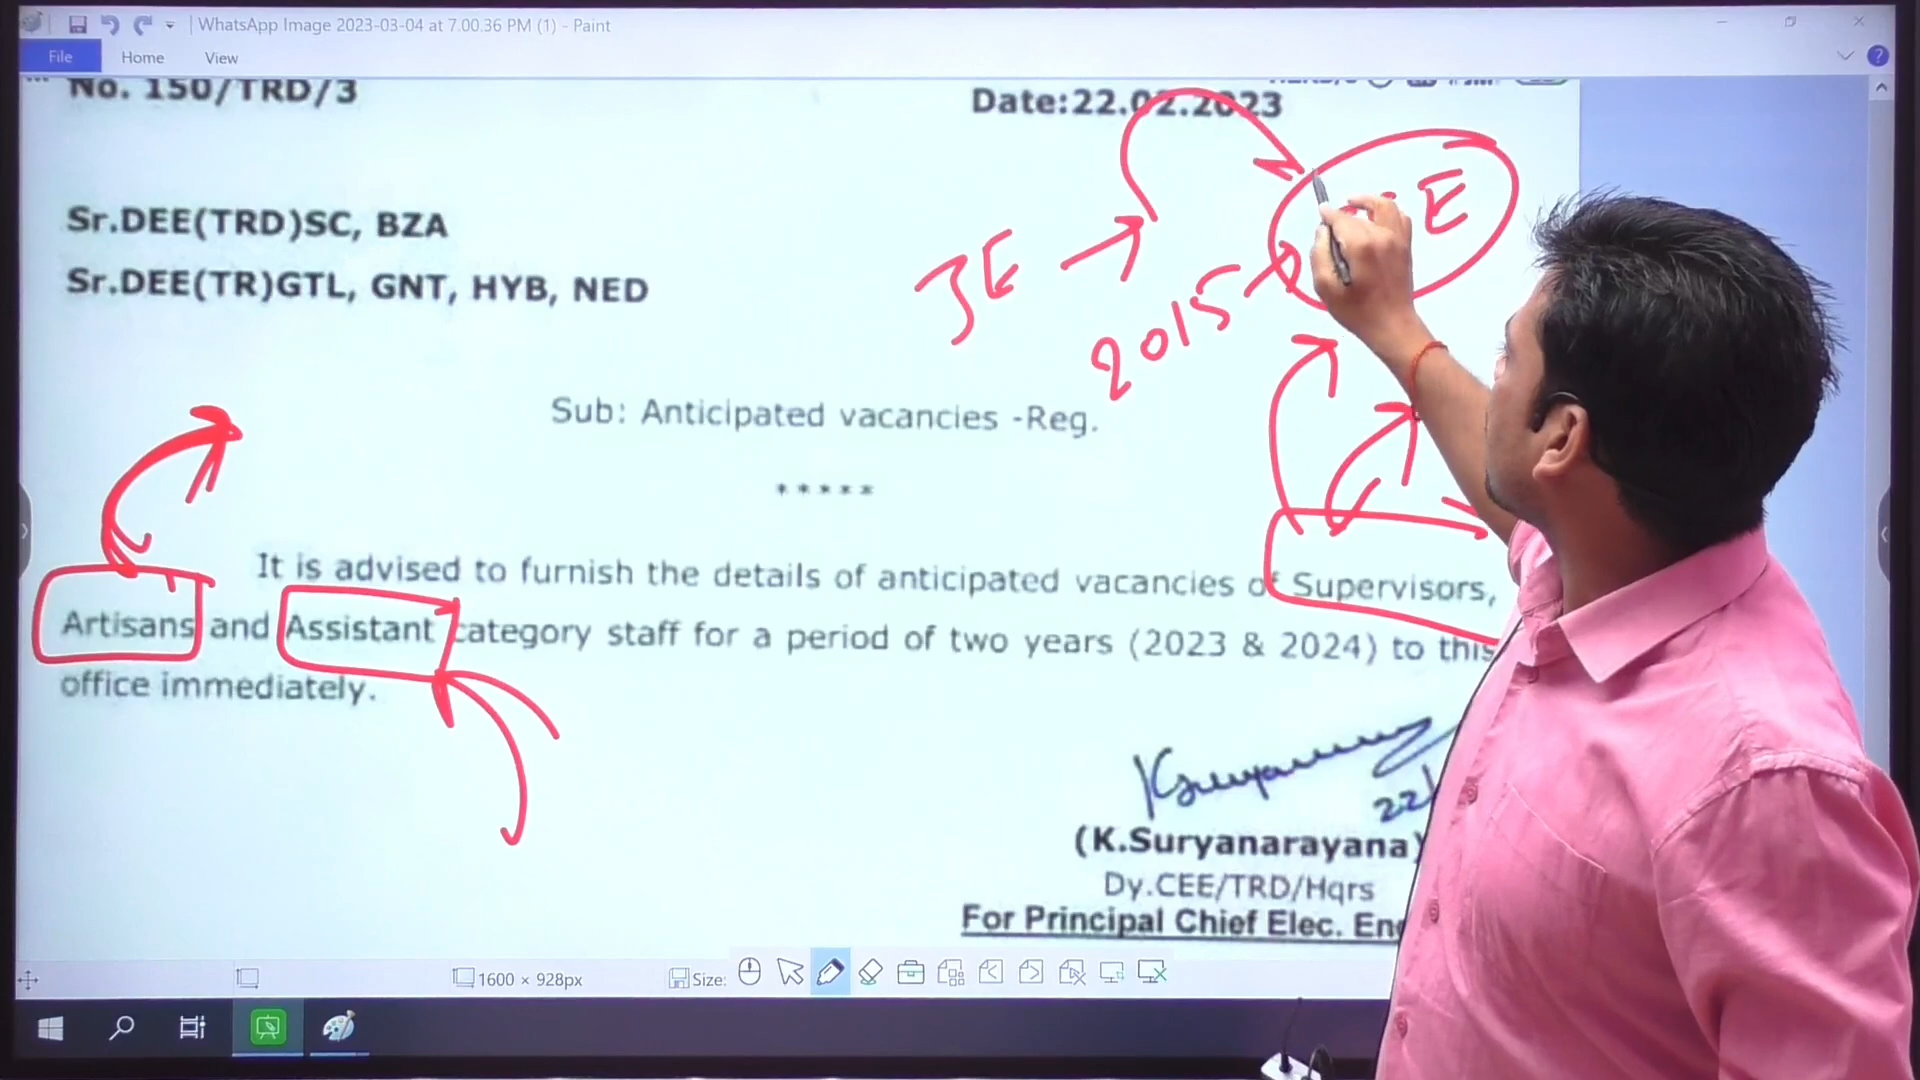 WhatsApp Image 2023-03-04 at 7.00.36 PM (1) - Paint
File Home View
No. 150/TRD/3
Date:22.02.2023
Sr.DEE(TRD)SC, BZA
Sr.DEE(TR)GTL, GNT, HYB, NED
JE
E
2015
Sub: Anticipated vacancies -Reg.
*****
It is advised to furnish the details of anticipated vacancies of Supervisors,
Artisans and Assistant category staff for a period of two years (2023 & 2024) to this
office immediately.
22/
(K.Suryanarayana)
Dy.CEE/TRD/Hqrs
For Principal Chief Elec.
1600 × 928px
Size: